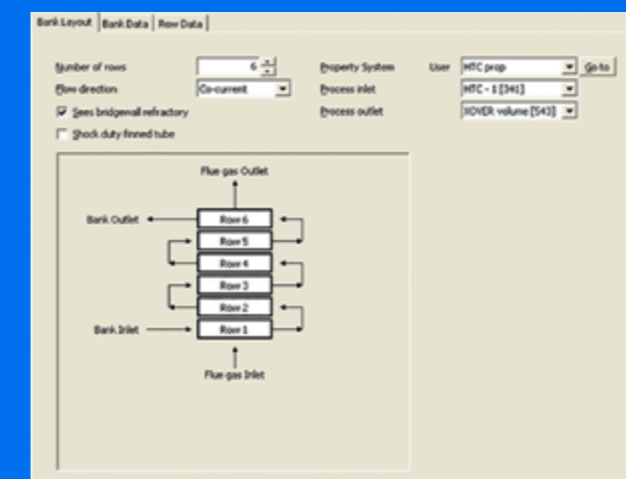 Bank Layout Bank Data Row Data
Number of rows 6 Property System User HTC prop Go to
Flow direction Co-current Process inlet HTC - 1 [341]
Sees bridgewall refractory Process outlet XOVER volume [543]
Shock duty finned tube
Flue gas Outlet
Bank Outlet Row 6
Row 5
Row 4
Row 3
Row 2
Bank Inlet Row 1
Flue gas Inlet